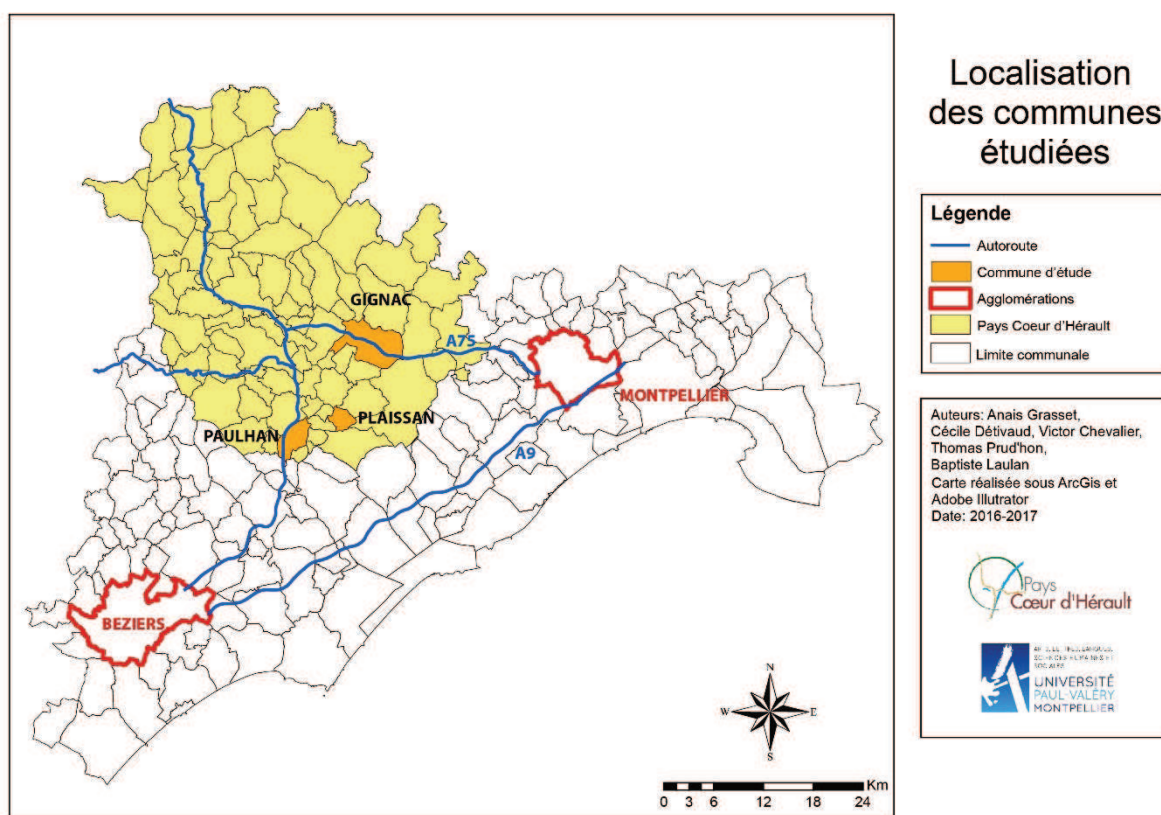 Localisation
des communes
étudiées
Légende
Autoroute
Commune d'étude
Agglomérations
Pays Coeur d'Hérault
Limite communale
GIGNAC
A75
MONTPELLIER
PLAISSAN
PAULHAN
A9
BEZIERS
Auteurs: Anais Grasset,
Cécile Détivaud, Victor Chevalier,
Thomas Prud'hon,
Baptiste Laulan
Carte réalisée sous ArcGis et
Adobe Illutrator
Date: 2016-2017
Pays
Cœur d'Hérault
UNIVERSITÉ
PAUL-VALÉRY
MONTPELLIER
N
W E
S
Km
0 3 6 12 18 24